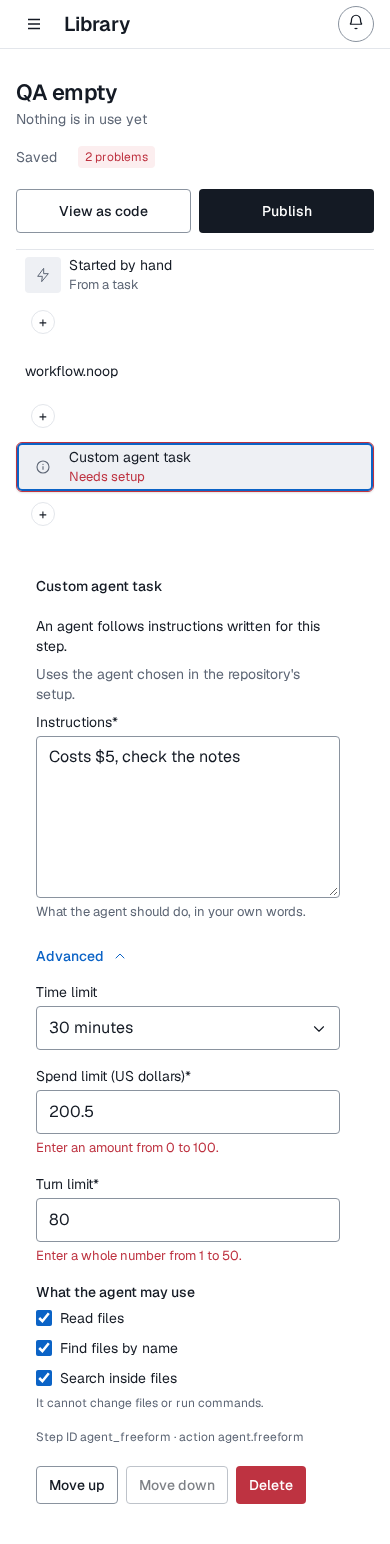 Library
QA empty
Nothing is in use yet
Saved 2 problems
View as code Publish
Started by hand
From a task
+
workflow.noop
+
Custom agent task
Needs setup
+
Custom agent task
An agent follows instructions written for this
step.
Uses the agent chosen in the repository's
setup.
Instructions*
Costs $5, check the notes
What the agent should do, in your own words.
Advanced
Time limit
30 minutes
Spend limit (US dollars)*
200.5
Enter an amount from 0 to 100.
Turn limit*
80
Enter a whole number from 1 to 50.
What the agent may use
Read files
Find files by name
Search inside files
It cannot change files or run commands.
Step ID agent_freeform · action agent.freeform
Move up Move down Delete